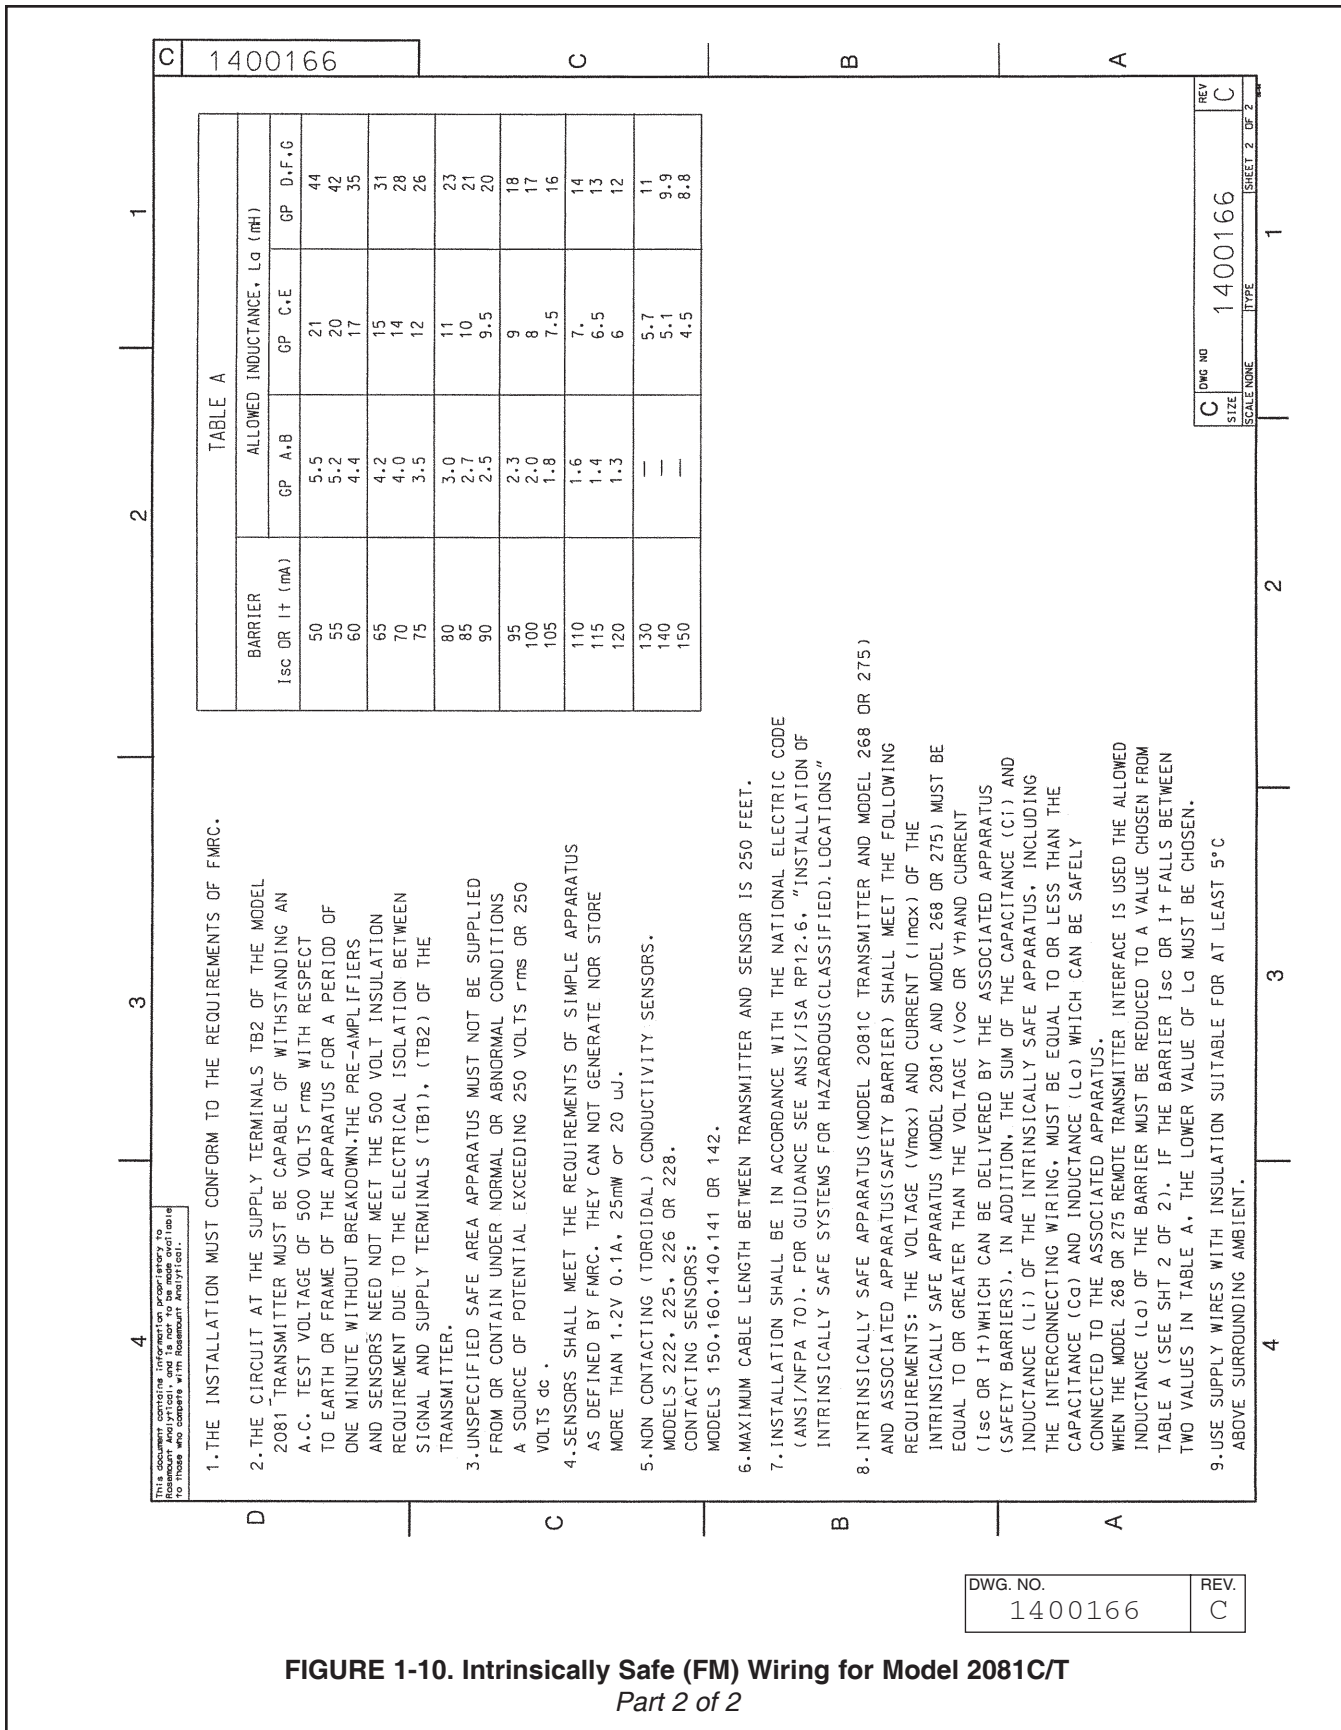 This document contains information proprietary to
Rosemount Analytical, and is not to be made available
to those who compete with Rosemount Analytical.
4
3
2
1
D
C
B
A
C 1400166
1.THE INSTALLATION MUST CONFORM TO THE REQUIREMENTS OF FMRC.
2.THE CIRCUIT AT THE SUPPLY TERMINALS TB2 OF THE MODEL
2081 TRANSMITTER MUST BE CAPABLE OF WITHSTANDING AN
A.C. TEST VOLTAGE OF 500 VOLTS rms WITH RESPECT
TO EARTH OR FRAME OF THE APPARATUS FOR A PERIOD OF
ONE MINUTE WITHOUT BREAKDOWN.THE PRE-AMPLIFIERS
AND SENSORS NEED NOT MEET THE 500 VOLT INSULATION
REQUIREMENT DUE TO THE ELECTRICAL ISOLATION BETWEEN
SIGNAL AND SUPPLY TERMINALS (TB1), (TB2) OF THE
TRANSMITTER.
3.UNSPECIFIED SAFE AREA APPARATUS MUST NOT BE SUPPLIED
FROM OR CONTAIN UNDER NORMAL OR ABNORMAL CONDITIONS
A SOURCE OF POTENTIAL EXCEEDING 250 VOLTS rms OR 250
VOLTS dc .
4.SENSORS SHALL MEET THE REQUIREMENTS OF SIMPLE APPARATUS
AS DEFINED BY FMRC. THEY CAN NOT GENERATE NOR STORE
MORE THAN 1.2V 0.1A, 25mW or 20 uJ.
5.NON CONTACTING (TOROIDAL) CONDUCTIVITY SENSORS.
MODELS 222, 225, 226 OR 228.
CONTACTING SENSORS:
MODELS 150,160,140,141 OR 142.
6.MAXIMUM CABLE LENGTH BETWEEN TRANSMITTER AND SENSOR IS 250 FEET.
7.INSTALLATION SHALL BE IN ACCORDANCE WITH THE NATIONAL ELECTRIC CODE
(ANSI/NFPA 70). FOR GUIDANCE SEE ANSI/ISA RP12.6, "INSTALLATION OF
INTRINSICALLY SAFE SYSTEMS FOR HAZARDOUS(CLASSIFIED). LOCATIONS"
8.INTRINSICALLY SAFE APPARATUS(MODEL 2081C TRANSMITTER AND MODEL 268 OR 275)
AND ASSOCIATED APPARATUS(SAFETY BARRIER) SHALL MEET THE FOLLOWING
REQUIREMENTS: THE VOLTAGE (Vmax) AND CURRENT (Imax) OF THE
INTRINSICALLY SAFE APPARATUS (MODEL 2081C AND MODEL 268 OR 275) MUST BE
EQUAL TO OR GREATER THAN THE VOLTAGE (Voc OR Vt)AND CURRENT
(Isc OR It)WHICH CAN BE DELIVERED BY THE ASSOCIATED APPARATUS
(SAFETY BARRIERS). IN ADDITION, THE SUM OF THE CAPACITANCE (Ci) AND
INDUCTANCE (Li) OF THE INTRINSICALLY SAFE APPARATUS, INCLUDING
THE INTERCONNECTING WIRING, MUST BE EQUAL TO OR LESS THAN THE
CAPACITANCE (Ca) AND INDUCTANCE (La) WHICH CAN BE SAFELY
CONNECTED TO THE ASSOCIATED APPARATUS.
WHEN THE MODEL 268 OR 275 REMOTE TRANSMITTER INTERFACE IS USED THE ALLOWED
INDUCTANCE (La) OF THE BARRIER MUST BE REDUCED TO A VALUE CHOSEN FROM
TABLE A (SEE SHT 2 OF 2). IF THE BARRIER Isc OR It FALLS BETWEEN
TWO VALUES IN TABLE A, THE LOWER VALUE OF La MUST BE CHOSEN.
9.USE SUPPLY WIRES WITH INSULATION SUITABLE FOR AT LEAST 5°C
ABOVE SURROUNDING AMBIENT.
TABLE A
BARRIER ALLOWED INDUCTANCE, La (mH)
Isc OR It (mA) GP A,B GP C,E GP D,F,G
50 5.5 21 44
55 5.2 20 42
60 4.4 17 35
65 4.2 15 31
70 4.0 14 28
75 3.5 12 26
80 3.0 11 23
85 2.7 10 21
90 2.5 9.5 20
95 2.3 9 18
100 2.0 8 17
105 1.8 7.5 16
110 1.6 7. 14
115 1.4 6.5 13
120 1.3 6 12
130 — 5.7 11
140 — 5.1 9.9
150 — 4.5 8.8
C
SIZE
DWG NO
1400166
REV
C
SCALE NONE TYPE SHEET 2 OF 2
D
C
B
A
4
3
2
1
DWG. NO.
1400166
REV.
C
FIGURE 1-10. Intrinsically Safe (FM) Wiring for Model 2081C/T
Part 2 of 2